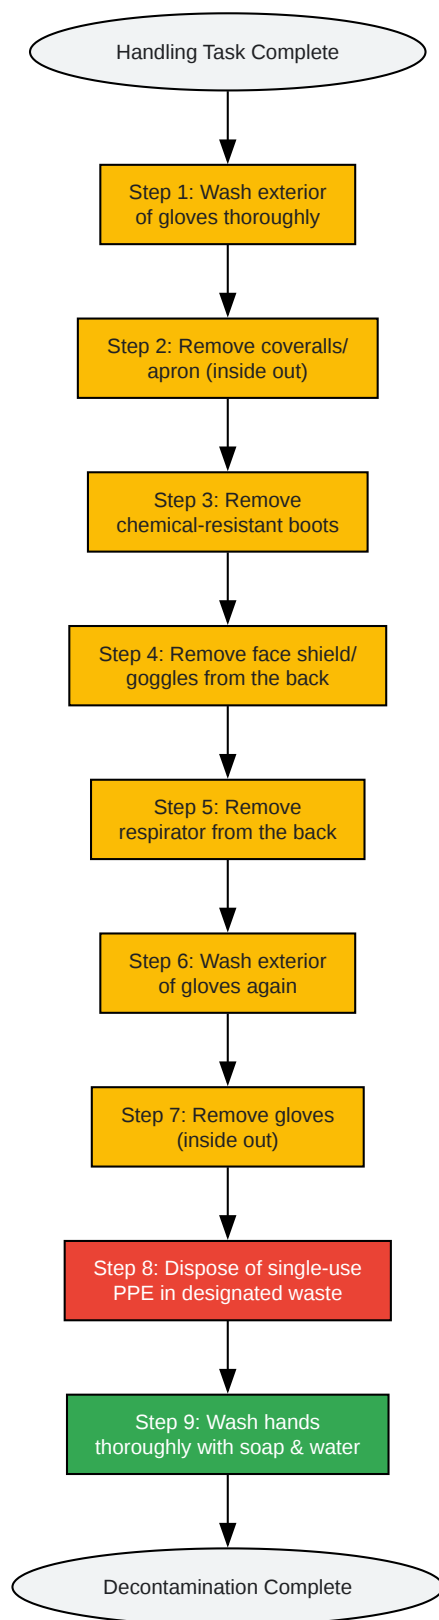 Handling Task Complete
Step 1: Wash exterior
of gloves thoroughly
Step 2: Remove coveralls/
apron (inside out)
Step 3: Remove
chemical-resistant boots
Step 4: Remove face shield/
goggles from the back
Step 5: Remove
respirator from the back
Step 6: Wash exterior
of gloves again
Step 7: Remove gloves
(inside out)
Step 8: Dispose of single-use
PPE in designated waste
Step 9: Wash hands
thoroughly with soap & water
Decontamination Complete